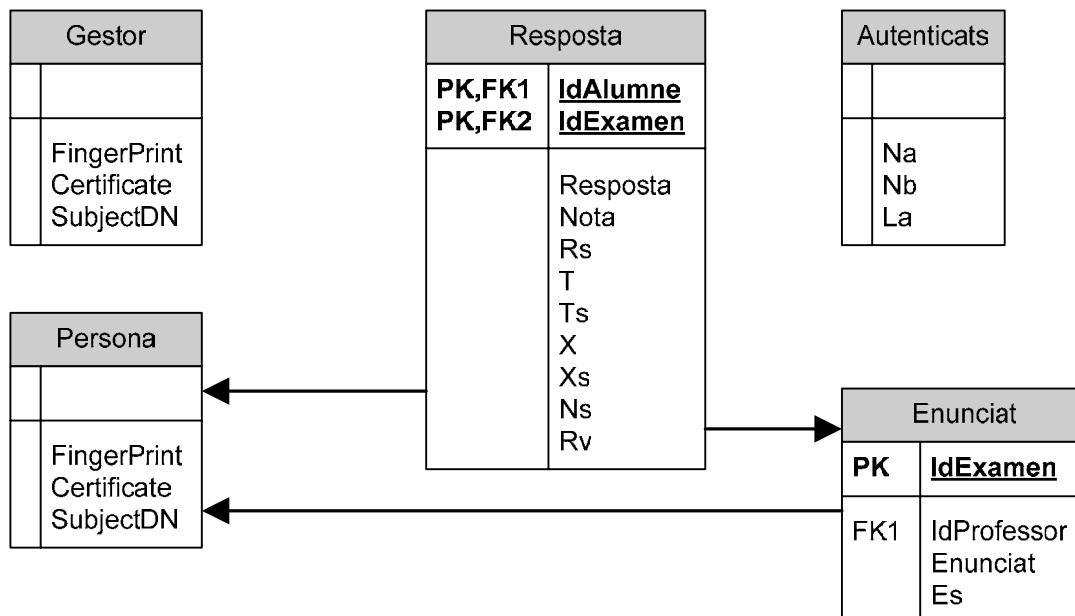 Gestor
FingerPrint
Certificate
SubjectDN
Resposta
PK,FK1 IdAlumne
PK,FK2 IdExamen
Resposta
Nota
Rs
T
Ts
X
Xs
Ns
Rv
Autenticats
Na
Nb
La
Persona
FingerPrint
Certificate
SubjectDN
Enunciat
PK IdExamen
FK1 IdProfessor
Enunciat
Es